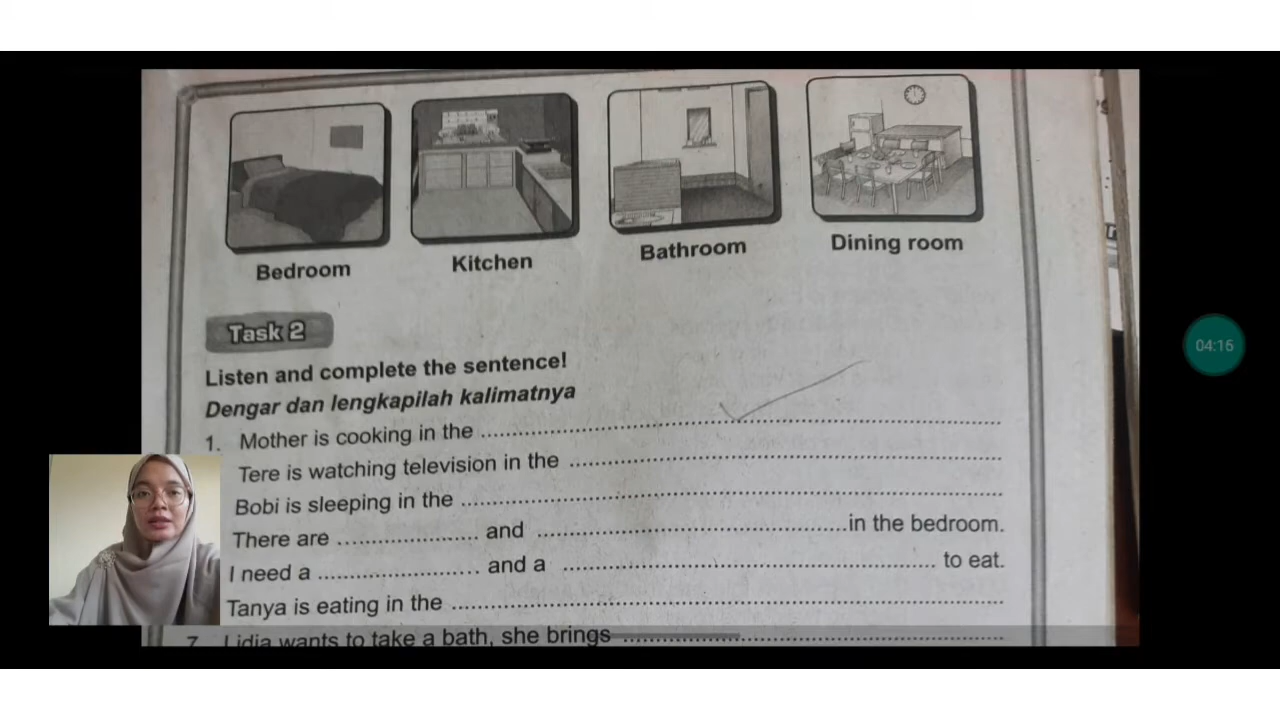 Bedroom
Kitchen
Bathroom
Dining room
Task 2
Listen and complete the sentence!
Dengar dan lengkapilah kalimatnya
1. Mother is cooking in the ................
Tere is watching television in the ................
Bobi is sleeping in the ................
There are ................ and ................ in the bedroom.
I need a ................ and a ................ to eat.
Tanya is eating in the ................
7. Lidia wants to take a bath, she brings ................
04:15